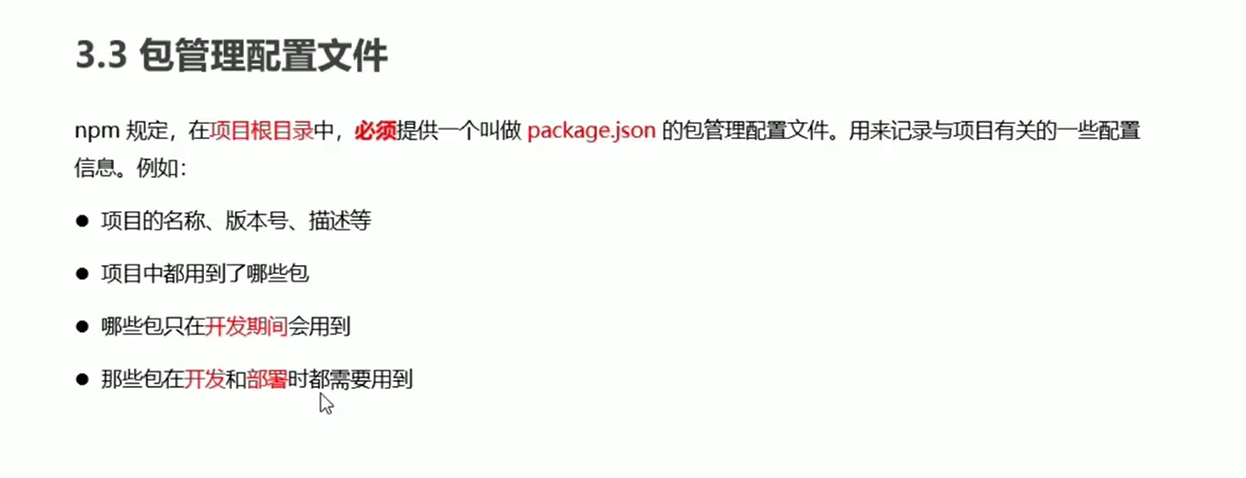 3.3 包管理配置文件
npm 规定，在项目根目录中，必须提供一个叫做 package.json 的包管理配置文件。用来记录与项目有关的一些配置
信息。例如：
● 项目的名称、版本号、描述等
● 项目中都用到了哪些包
● 哪些包只在开发期间会用到
● 那些包在开发和部署时都需要用到